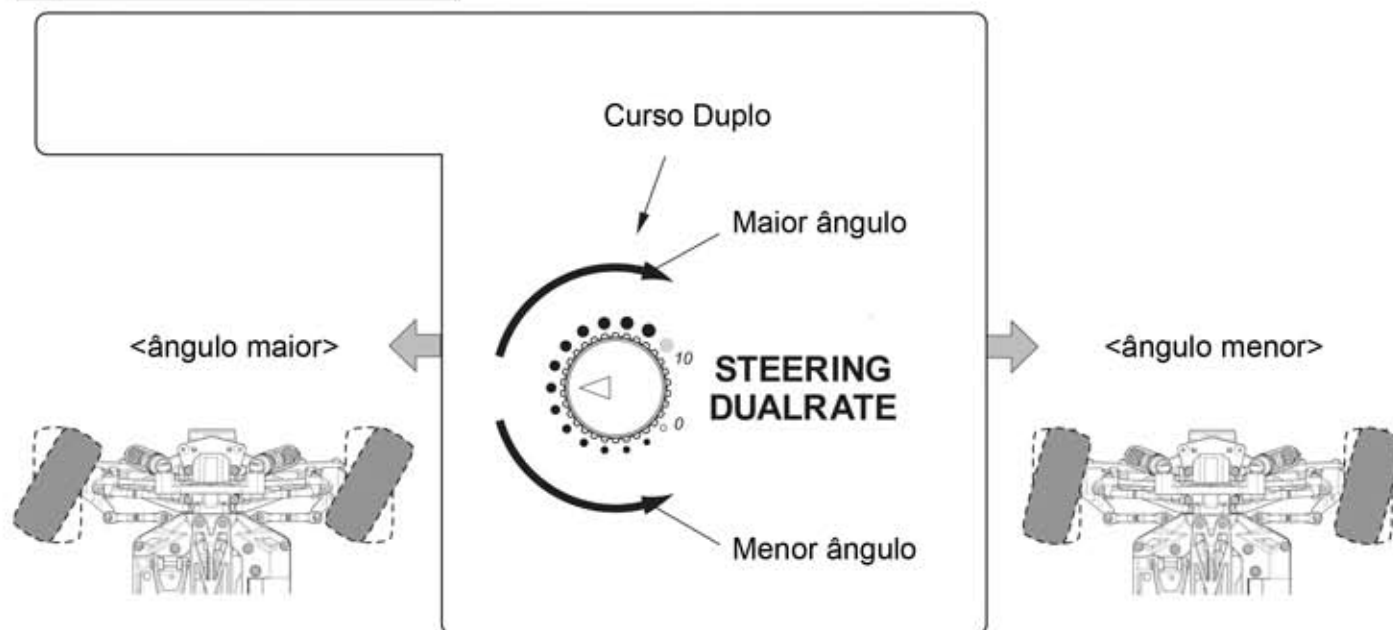 Curso Duplo
Maior ângulo
<ângulo maior>
10
STEERING
DUALRATE
0
<ângulo menor>
Menor ângulo